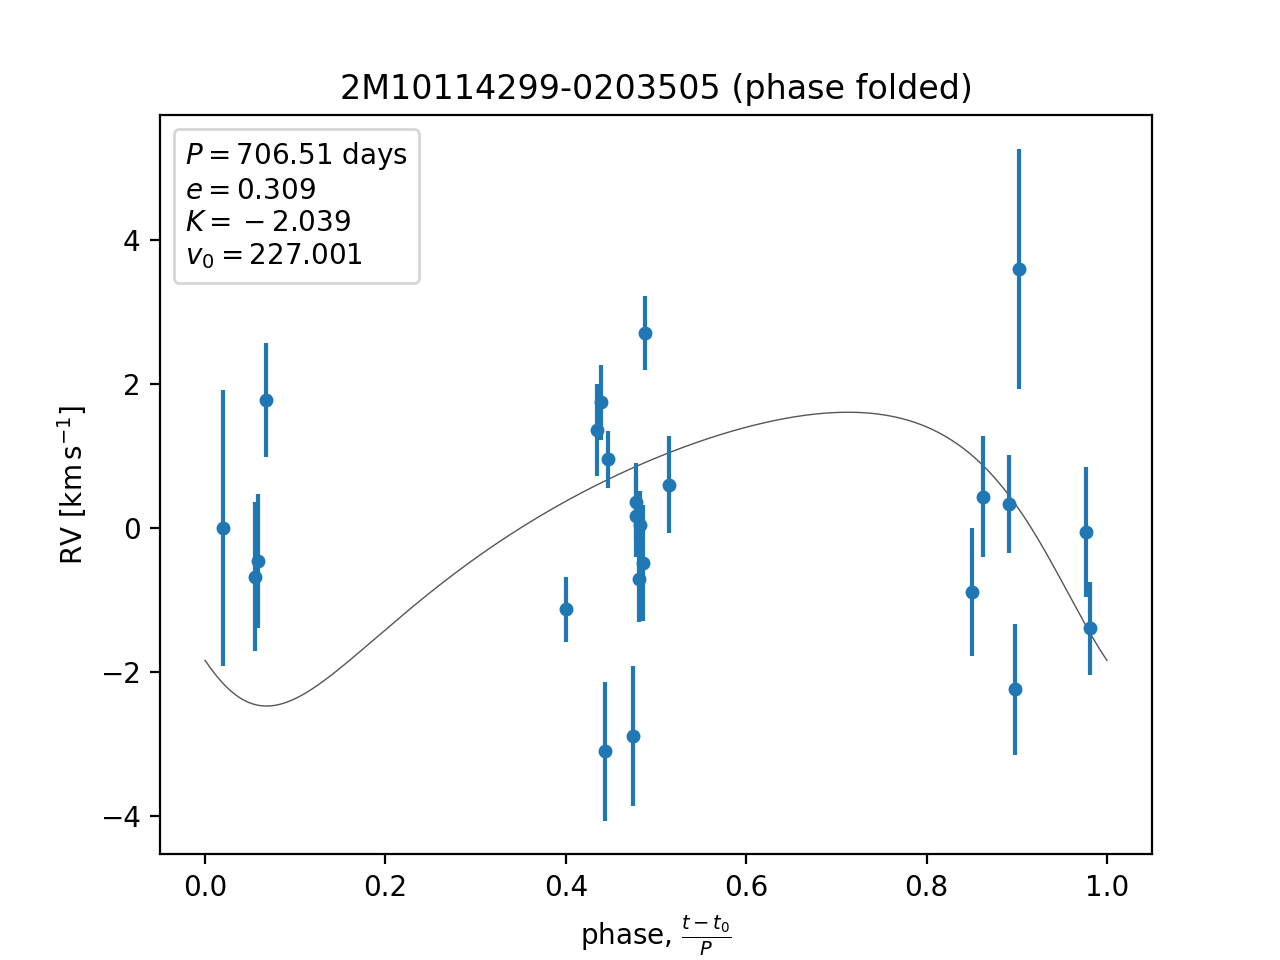 2M10114299-0203505 (phase folded)
P = 706.51 days
e = 0.309
K = −2.039
v₀ = 227.001
4
2
0
−2
−4
RV [km s⁻¹]
0.0 0.2 0.4 0.6 0.8 1.0
phase, (t − t₀)/P